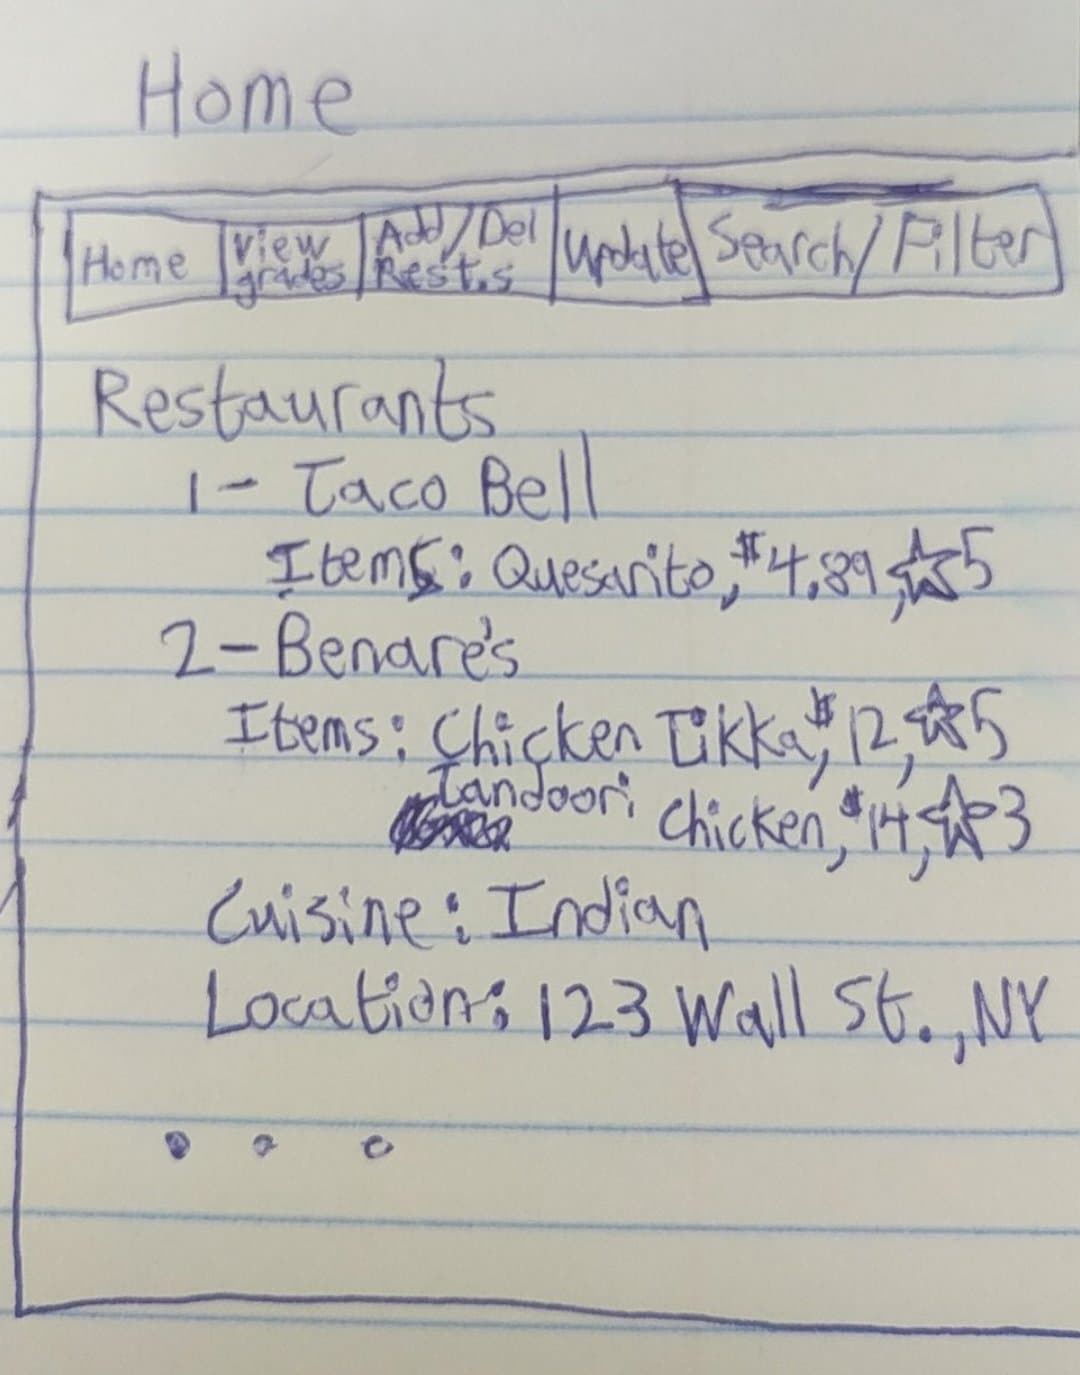 Home
Home | View grades | Add/Del Rest.s | Update | Search/Filter
Restaurants
1- Taco Bell
Items: Quesarito, $4.89, ☆5
2- Benare's
Items: Chicken Tikka, $12, ☆5
Tandoori Chicken, $14, ☆3
Cuisine: Indian
Location: 123 Wall St., NY